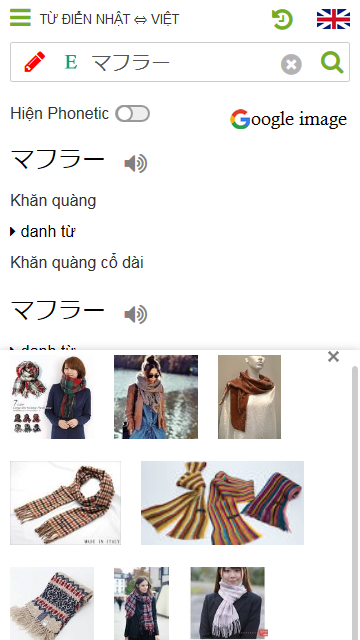 TỪ ĐIỂN NHẬT ⇔ VIỆT
E マフラー
Hiện Phonetic
Google image
マフラー
Khăn quàng
danh từ
Khăn quàng cổ dài
マフラー
danh từ
7
MADE IN ITALY